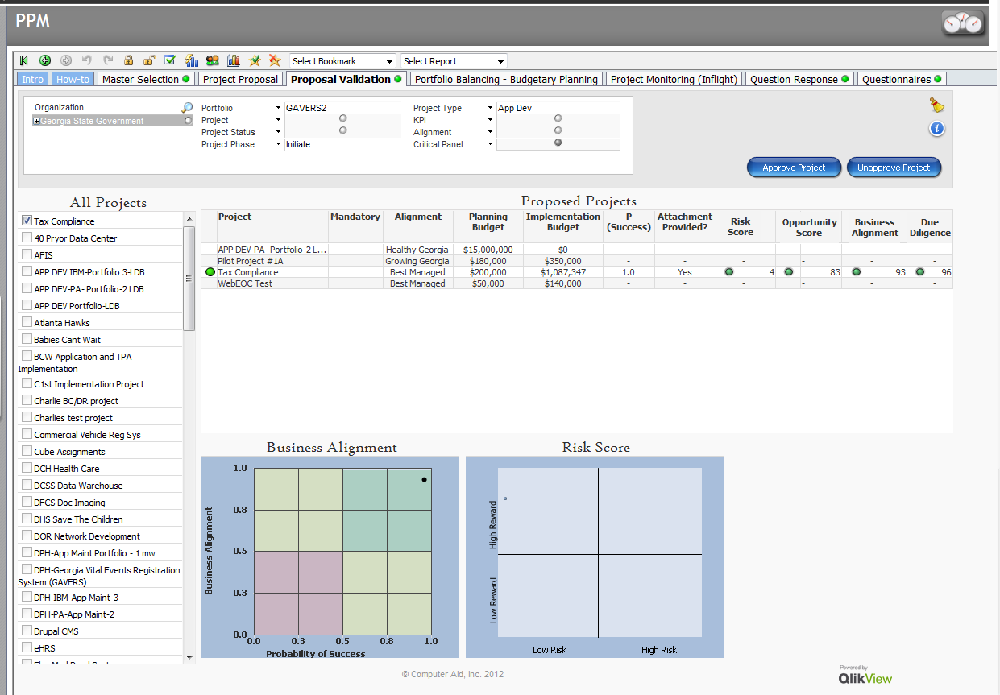 PPM
Select Bookmark Select Report
Intro How-to Master Selection Project Proposal Proposal Validation Portfolio Balancing - Budgetary Planning Project Monitoring (Inflight) Question Response Questionnaires
Organization
Georgia State Government
Portfolio GAVERS2
Project
Project Status
Project Phase Initiate
Project Type App Dev
KPI
Alignment
Critical Panel
Approve Project Unapprove Project
All Projects
Tax Compliance
40 Pryor Data Center
AFIS
APP DEV IBM-Portfolio 3-LDB
APP DEV-PA- Portfolio-2 LDB
APP DEV Portfolio-LDB
Atlanta Hawks
Babies Cant Wait
BCW Application and TPA
Implementation
C1st Implementation Project
Charlie BC/DR project
Charlies test project
Commercial Vehicle Reg Sys
Cube Assignments
DCH Health Care
DCSS Data Warehouse
DFCS Doc Imaging
DHS Save The Children
DOR Network Development
DPH-App Maint Portfolio - 1 mw
DPH-Georgia Vital Events Registration
System (GAVERS)
DPH-IBM-App Maint-3
DPH-PA-App Maint-2
Drupal CMS
eHRS
Proposed Projects
Project Mandatory Alignment Planning Budget Implementation Budget P (Success) Attachment Provided? Risk Score Opportunity Score Business Alignment Due Diligence
APP DEV-PA- Portfolio-2 L... Healthy Georgia $15,000,000 $0 - - - - - -
Pilot Project #1A Growing Georgia $180,000 $350,000 - - - - - -
Tax Compliance Best Managed $200,000 $1,087,347 1.0 Yes 4 83 93 96
WebEOC Test Best Managed $50,000 $140,000 - - - - - -
Business Alignment
1.0
0.8
0.5
0.3
0.0
Business Alignment
0.0 0.3 0.5 0.8 1.0
Probability of Success
Risk Score
High Reward
Low Reward
Low Risk High Risk
© Computer Aid, Inc. 2012
Powered by
QlikView